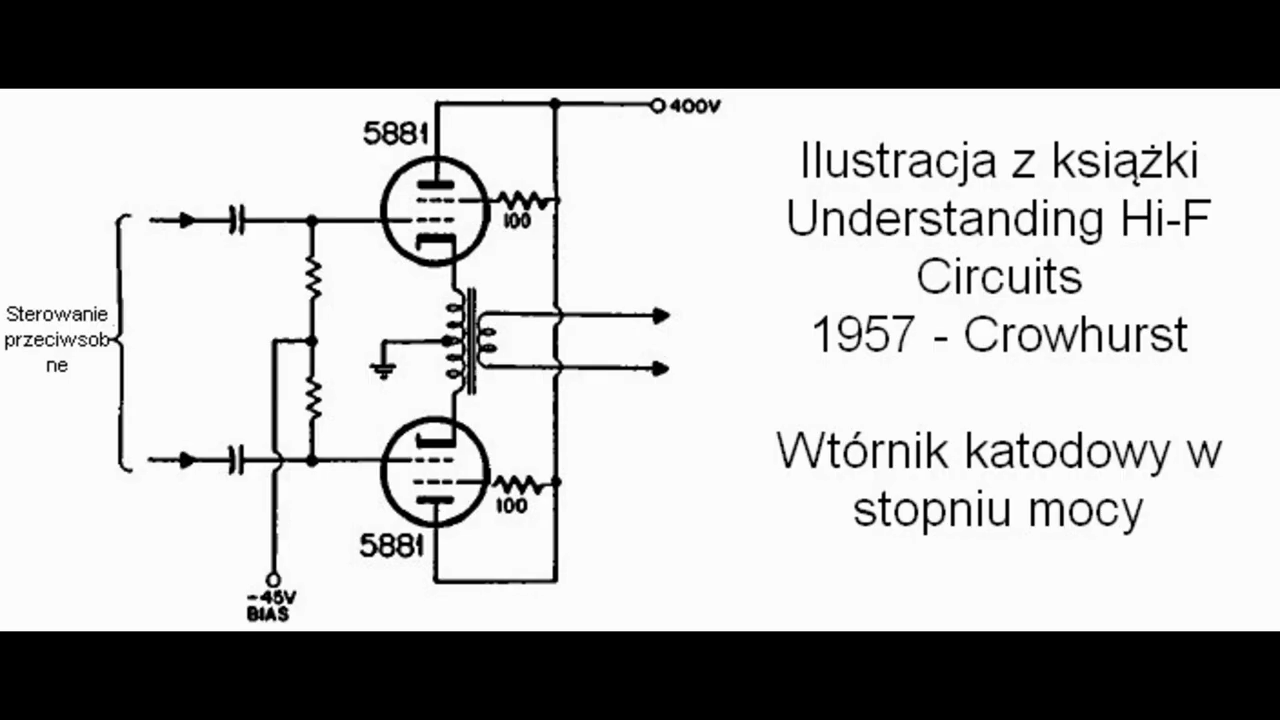 5881
400V
100
Sterowanie
przeciwsob
ne
100
5881
-45V
BIAS
Ilustracja z książki
Understanding Hi-F
Circuits
1957 - Crowhurst
Wtórnik katodowy w
stopniu mocy